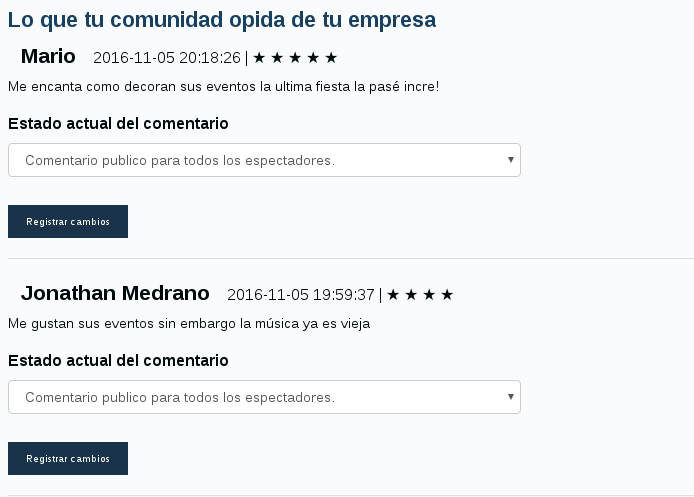 Lo que tu comunidad opida de tu empresa
Mario 2016-11-05 20:18:26 | ★ ★ ★ ★ ★
Me encanta como decoran sus eventos la ultima fiesta la pasé incre!
Estado actual del comentario
Comentario publico para todos los espectadores.
Registrar cambios
Jonathan Medrano 2016-11-05 19:59:37 | ★ ★ ★ ★
Me gustan sus eventos sin embargo la música ya es vieja
Estado actual del comentario
Comentario publico para todos los espectadores.
Registrar cambios